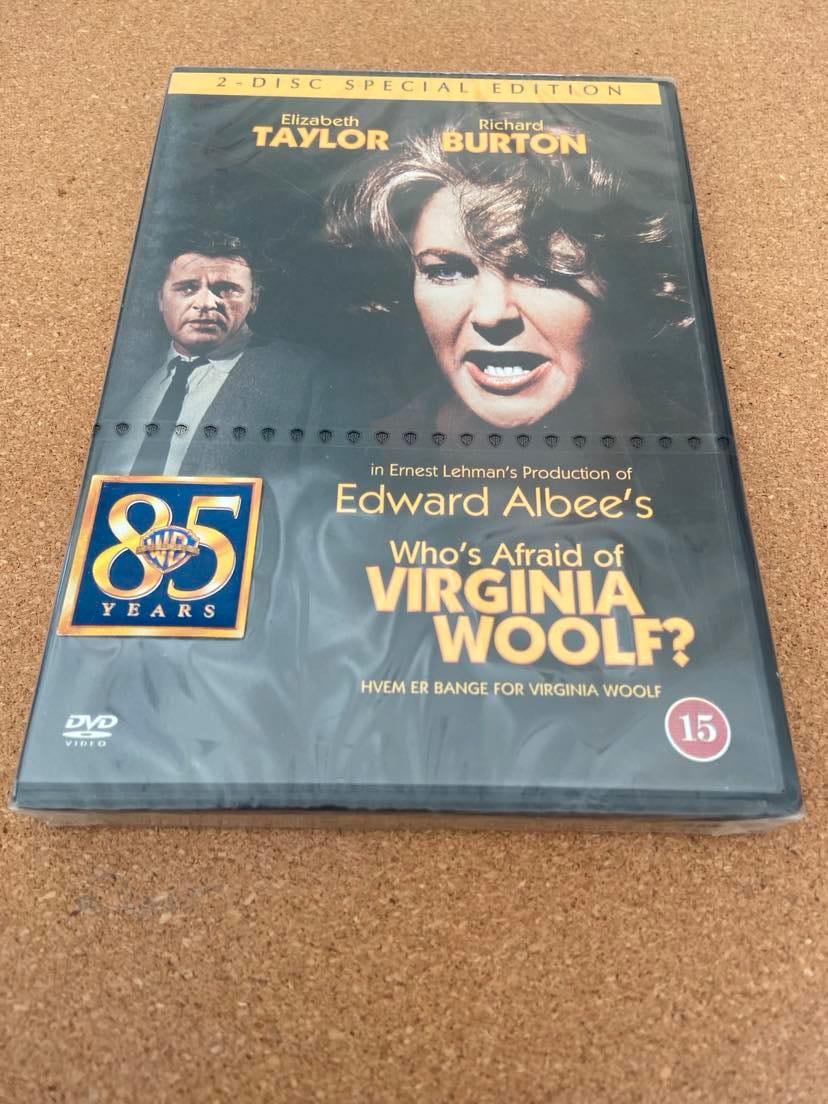 2-DISC SPECIAL EDITION
Elizabeth
TAYLOR
Richard
BURTON
in Ernest Lehman's Production of
Edward Albee's
Who's Afraid of
VIRGINIA
WOOLF?
HVEM ER BANGE FOR VIRGINIA WOOLF
85
YEARS
DVD
VIDEO
15